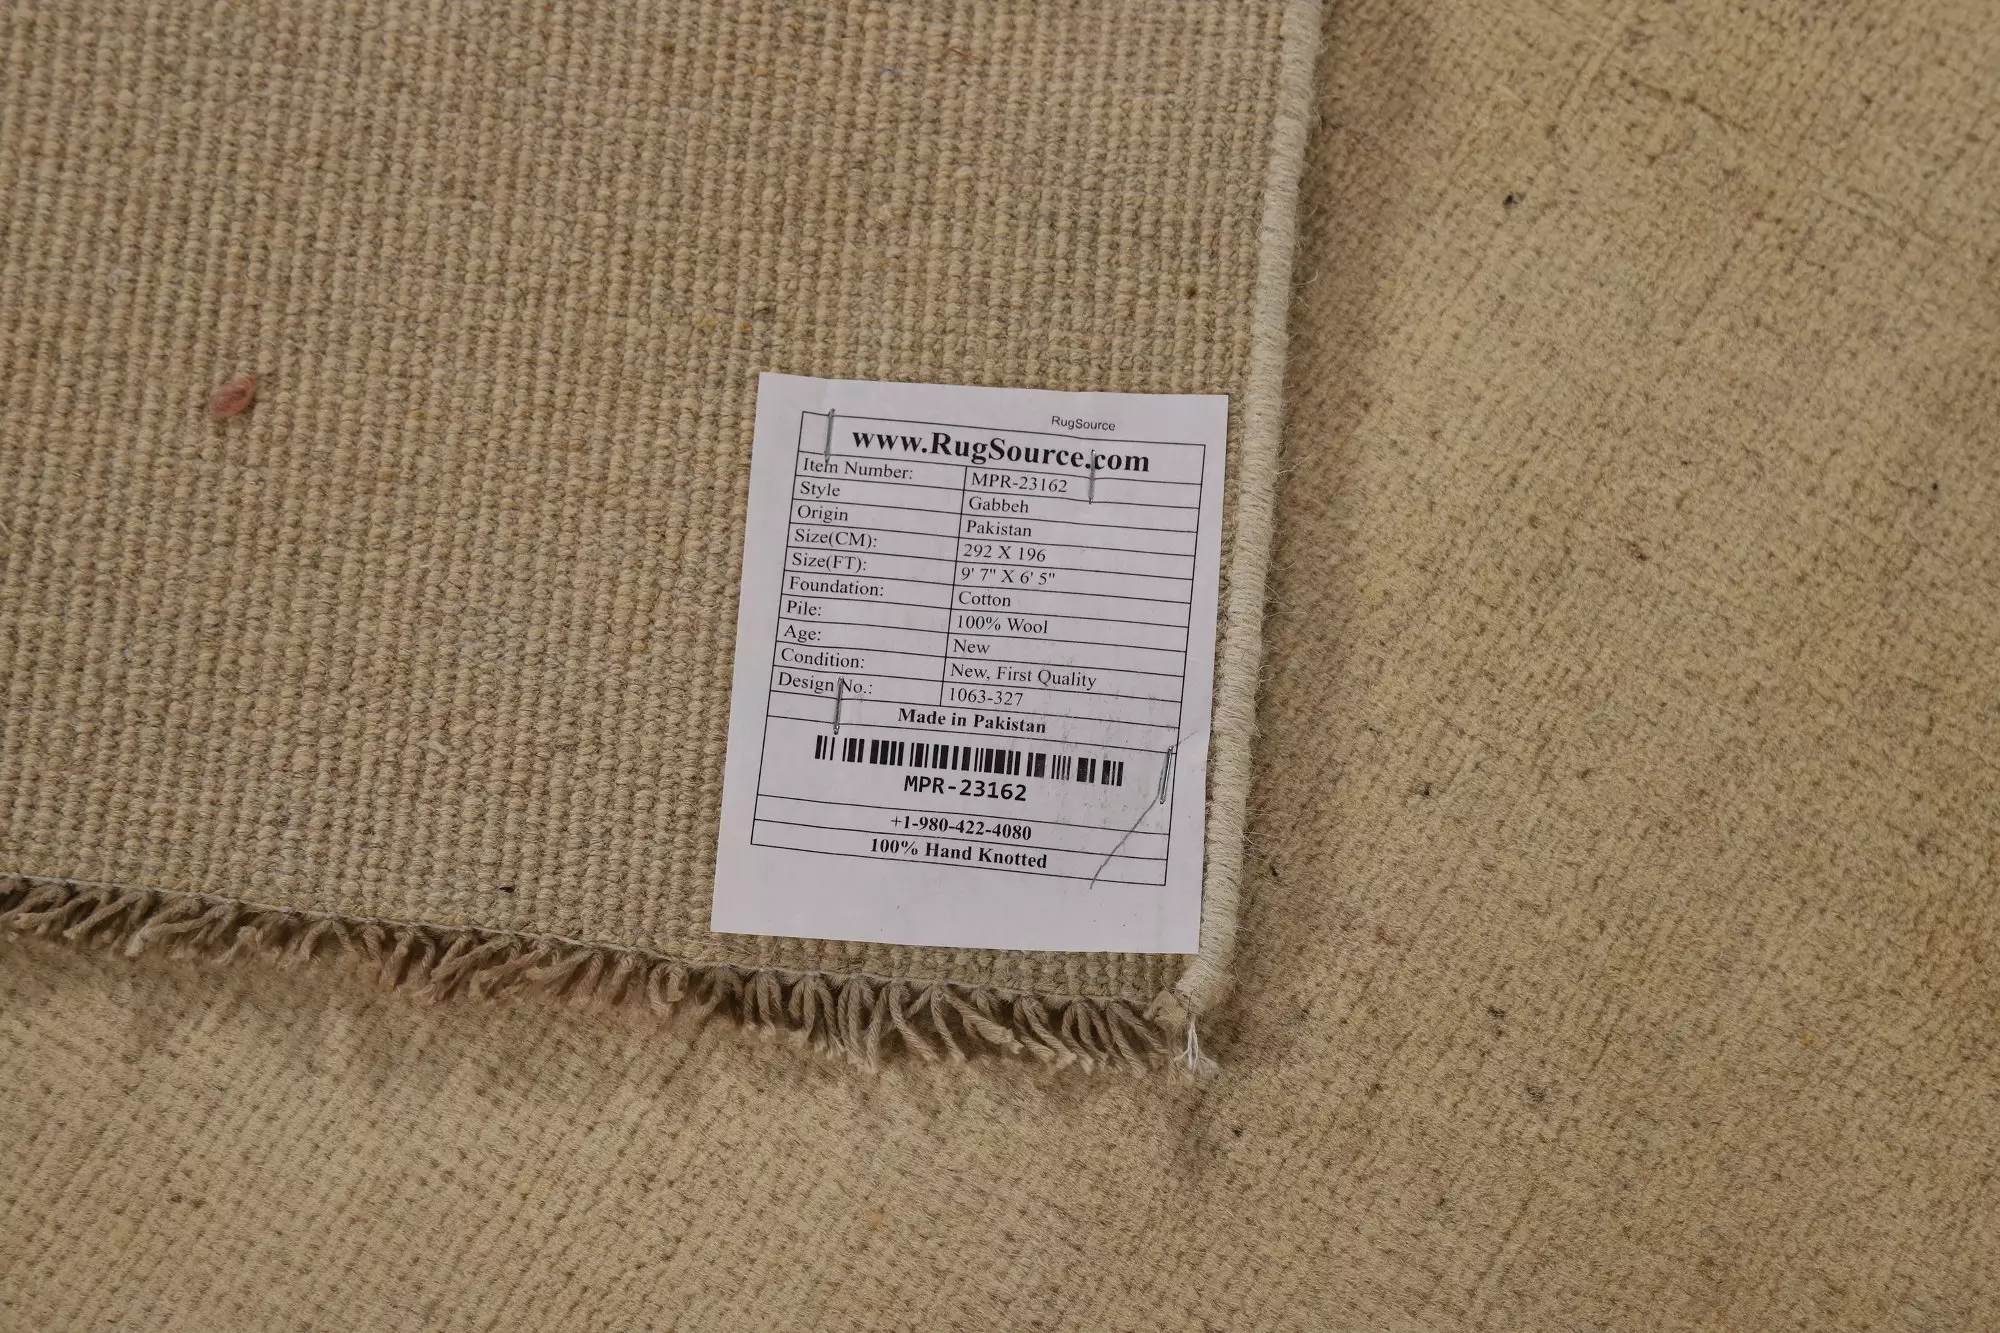 RugSource
www.RugSource.com
Item Number: MPR-23162
Style Gabbeh
Origin Pakistan
Size(CM): 292 X 196
Size(FT): 9' 7" X 6' 5"
Foundation: Cotton
Pile: 100% Wool
Age: New
Condition: New, First Quality
Design No.: 1063-327
Made in Pakistan
MPR-23162
+1-980-422-4080
100% Hand Knotted